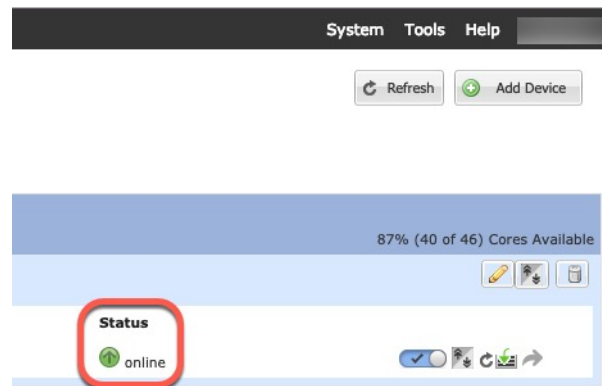 System Tools Help
Refresh Add Device
87% (40 of 46) Cores Available
Status
online